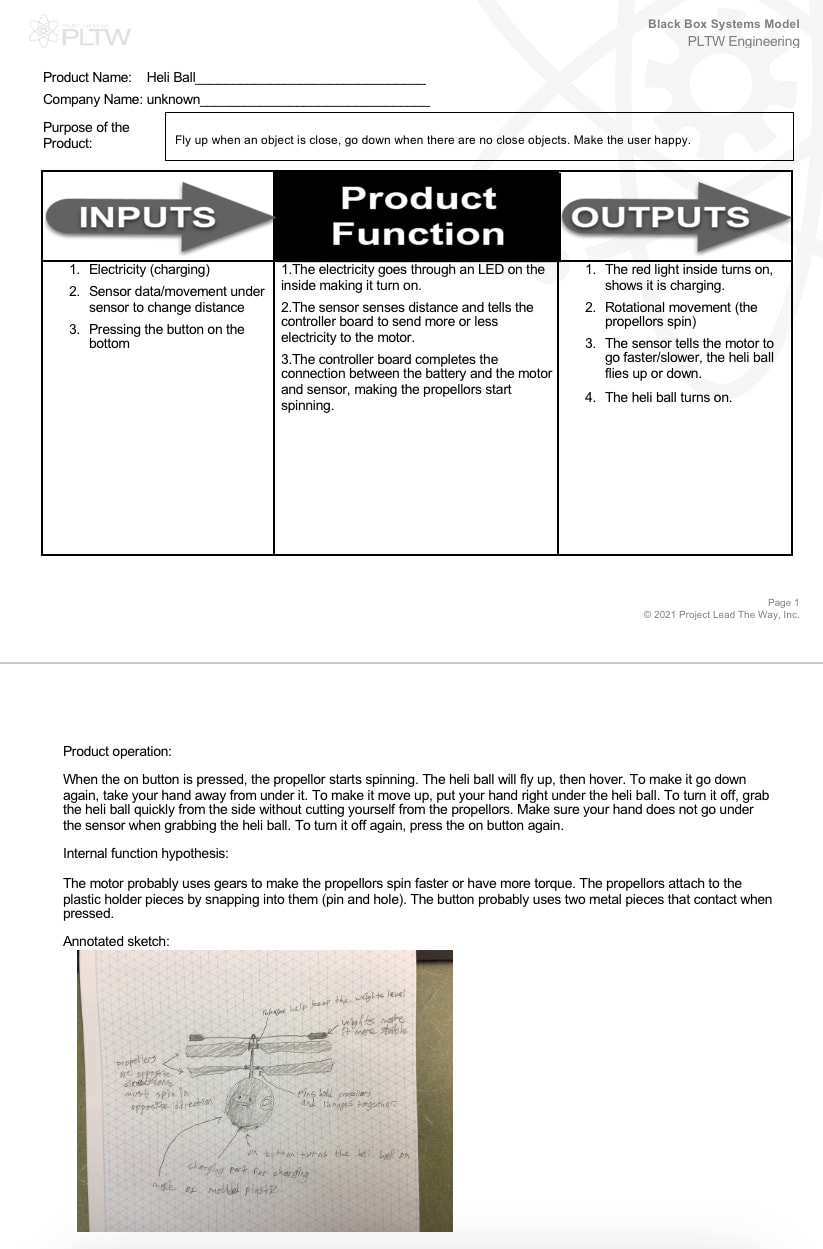 PLTW
Black Box Systems Model
PLTW Engineering
Product Name: Heli Ball_______________________________
Company Name: unknown_______________________________
Purpose of the
Product:
Fly up when an object is close, go down when there are no close objects. Make the user happy.
INPUTS
Product
Function
OUTPUTS
1. Electricity (charging)
2. Sensor data/movement under
sensor to change distance
3. Pressing the button on the
bottom
1.The electricity goes through an LED on the
inside making it turn on.
2.The sensor senses distance and tells the
controller board to send more or less
electricity to the motor.
3.The controller board completes the
connection between the battery and the motor
and sensor, making the propellors start
spinning.
1. The red light inside turns on,
shows it is charging.
2. Rotational movement (the
propellors spin)
3. The sensor tells the motor to
go faster/slower, the heli ball
flies up or down.
4. The heli ball turns on.
Page 1
© 2021 Project Lead The Way, Inc.
Product operation:
When the on button is pressed, the propellor starts spinning. The heli ball will fly up, then hover. To make it go down
again, take your hand away from under it. To make it move up, put your hand right under the heli ball. To turn it off, grab
the heli ball quickly from the side without cutting yourself from the propellors. Make sure your hand does not go under
the sensor when grabbing the heli ball. To turn it off again, press the on button again.
Internal function hypothesis:
The motor probably uses gears to make the propellors spin faster or have more torque. The propellors attach to the
plastic holder pieces by snapping into them (pin and hole). The button probably uses two metal pieces that contact when
pressed.
Annotated sketch:
help keep the weights level
weights make
it more stable
propellers
are opposite
directions
must spin in
opposite direction
pins hold propellers
and together
on button turns the heli ball on
charging port for charging
made of molded plastic